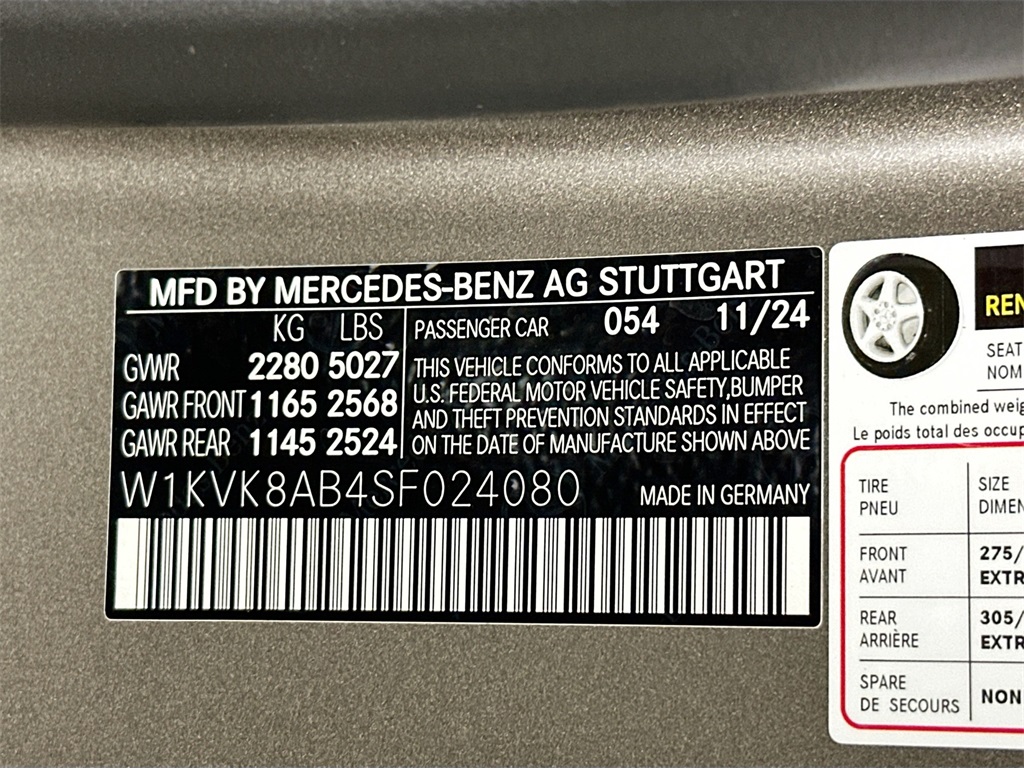 MFD BY MERCEDES-BENZ AG STUTTGART
KG LBS
GVWR 2280 5027
GAWR FRONT 1165 2568
GAWR REAR 1145 2524
PASSENGER CAR 054 11/24
THIS VEHICLE CONFORMS TO ALL APPLICABLE
U.S. FEDERAL MOTOR VEHICLE SAFETY,BUMPER
AND THEFT PREVENTION STANDARDS IN EFFECT
ON THE DATE OF MANUFACTURE SHOWN ABOVE
W1KVK8AB4SF024080 MADE IN GERMANY
SEAT
The combined
Le poids total des
TIRE SIZE
PNEU
FRONT 275/
AVANT
REAR 305/
ARRIÈRE
SPARE NON
DE SECOURS